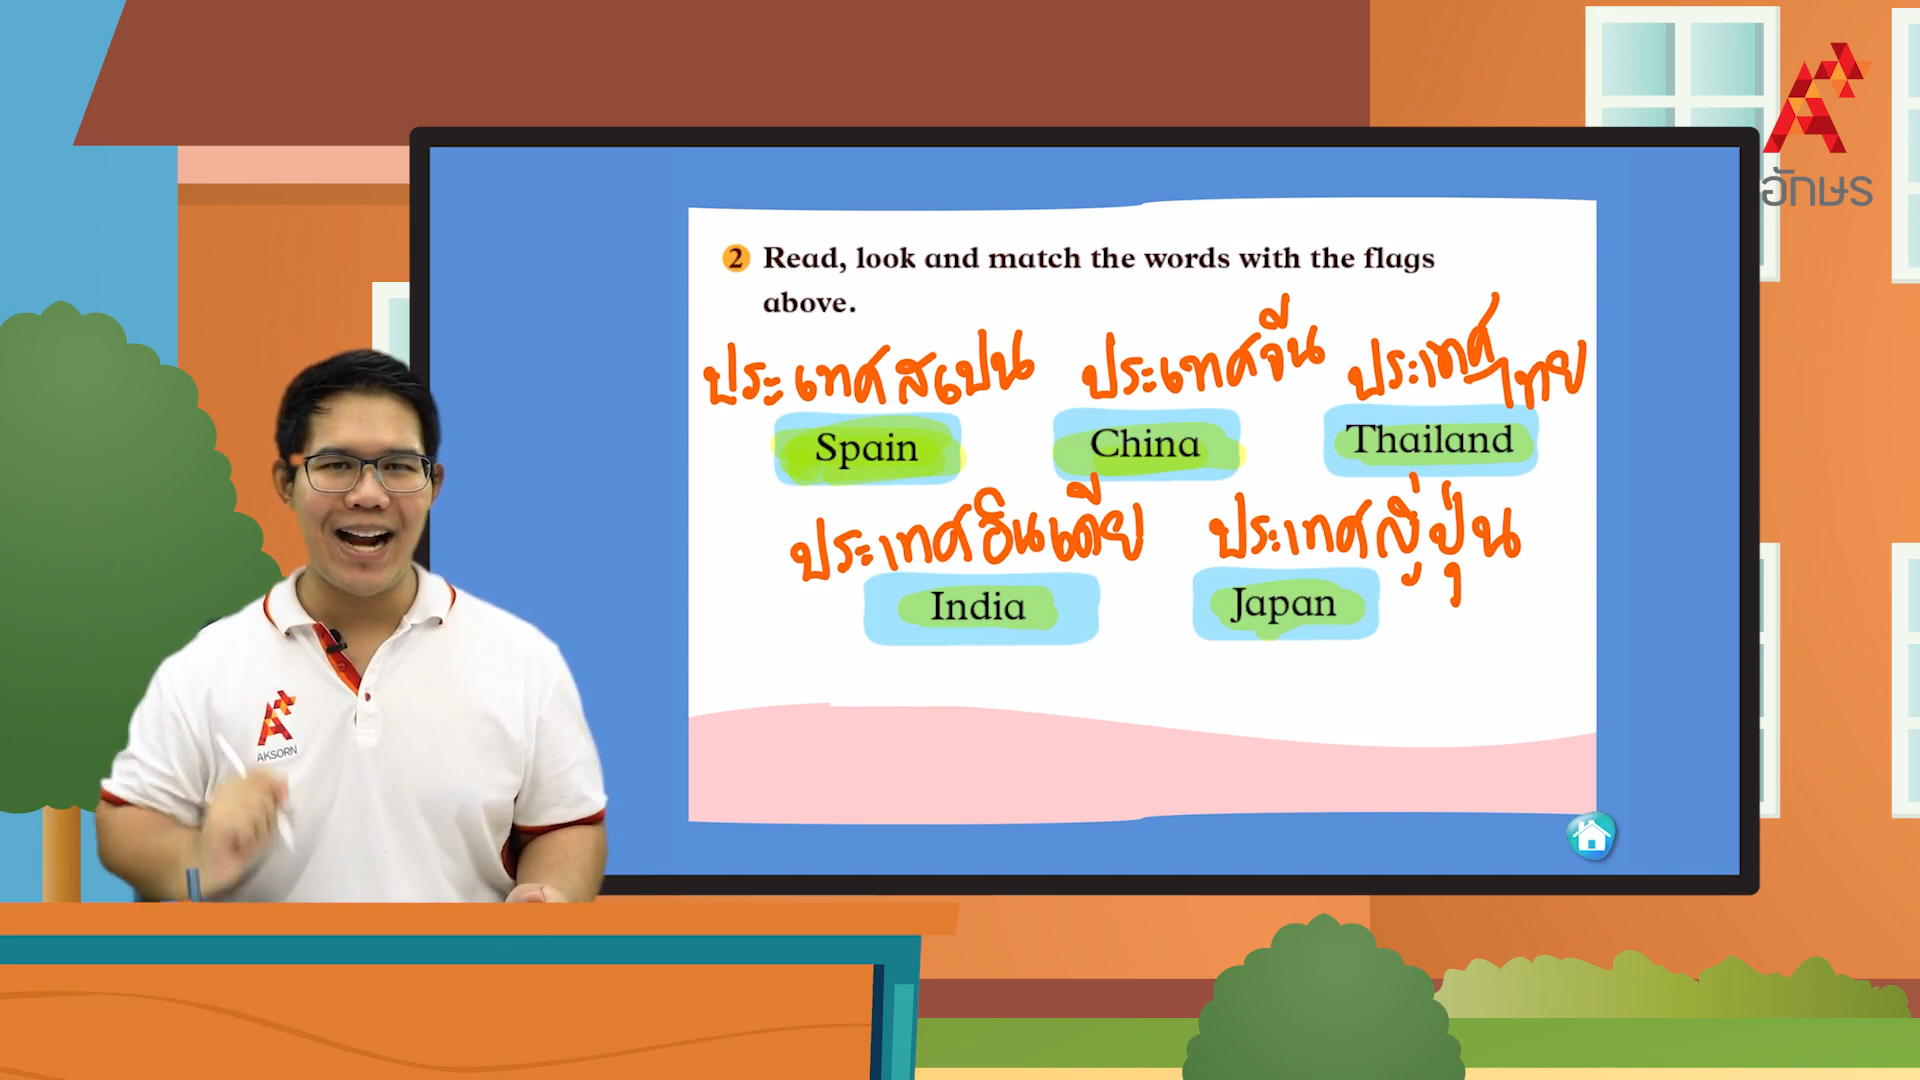 อักษร
2 Read, look and match the words with the flags
above.
ประเทศสเปน ประเทศจีน ประเทศไทย
Spain China Thailand
ประเทศอินเดีย ประเทศญี่ปุ่น
India Japan
AKSORN